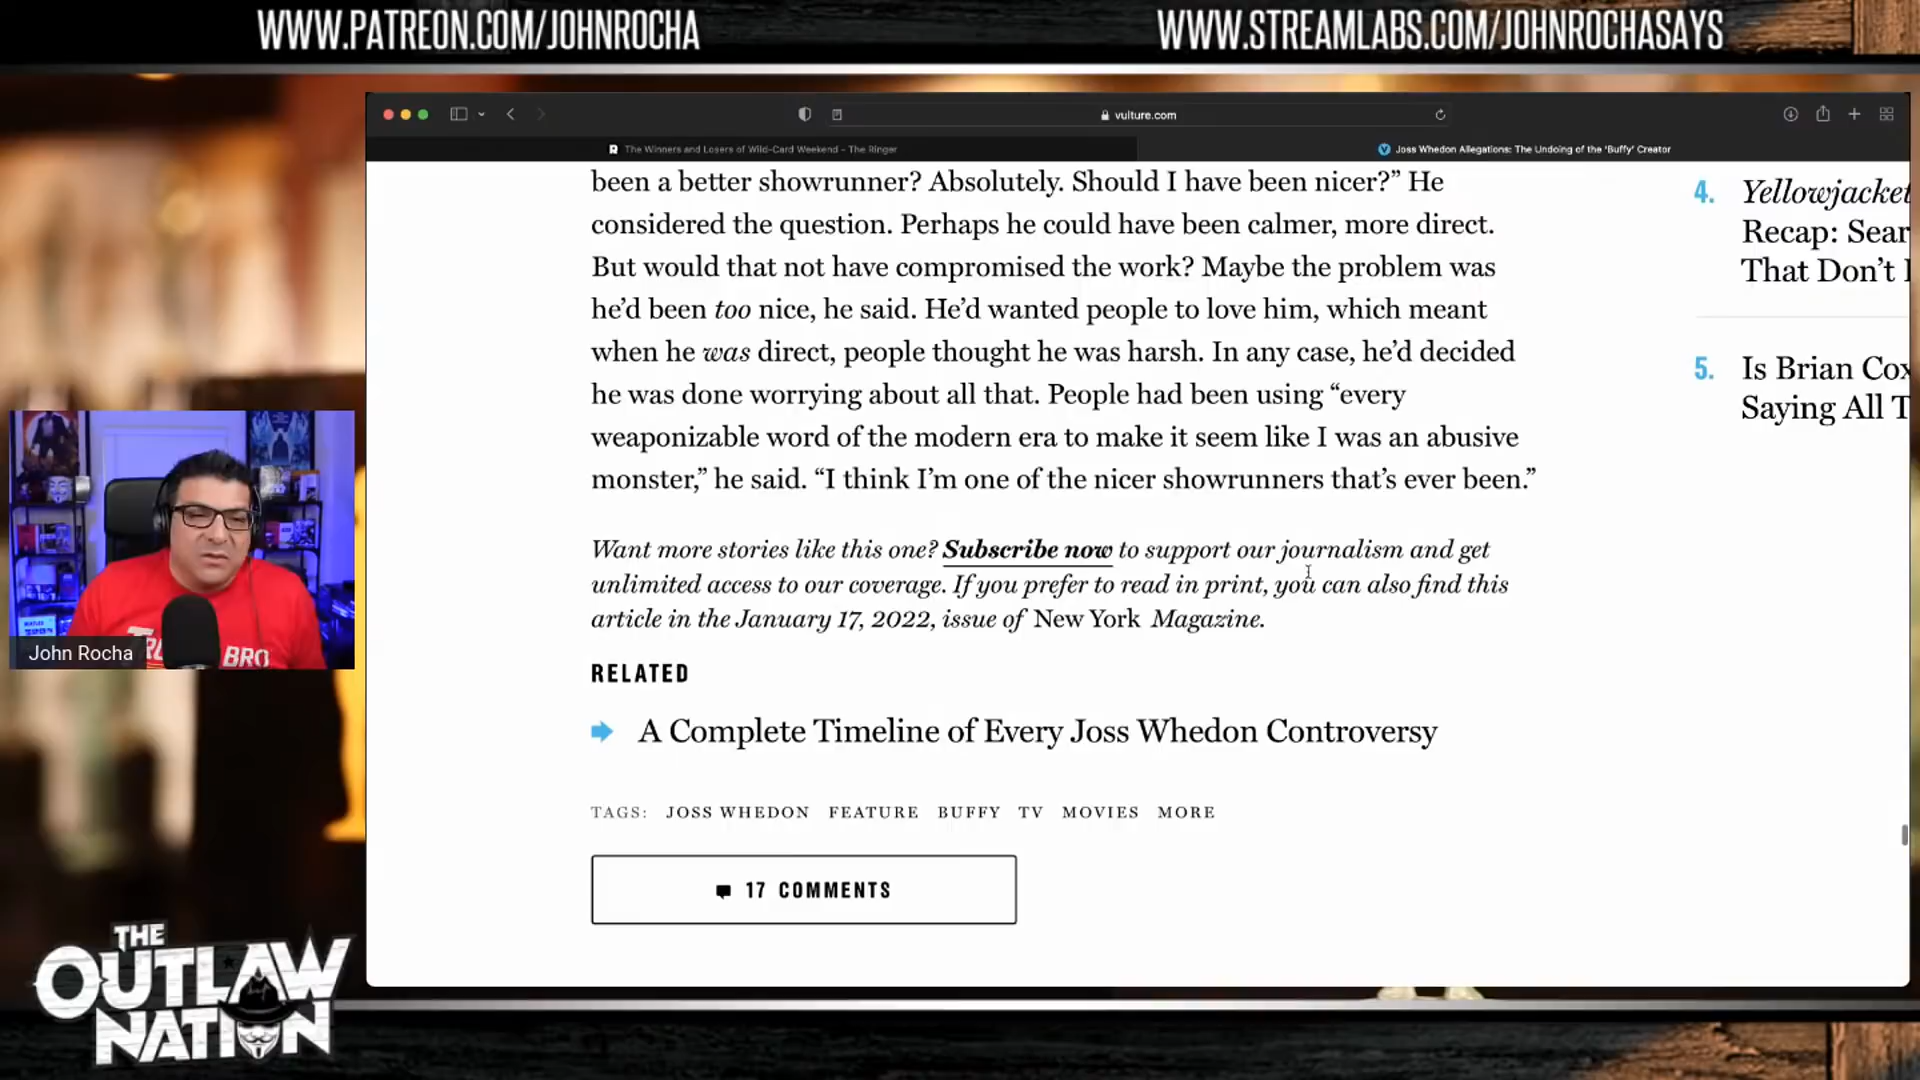 WWW.PATREON.COM/JOHNROCHA
WWW.STREAMLABS.COM/JOHNROCHASAYS
vulture.com
The Winners and Losers of Wild-Card Weekend - The Ringer
Joss Whedon Allegations: The Undoing of the 'Buffy' Creator
been a better showrunner? Absolutely. Should I have been nicer?” He
considered the question. Perhaps he could have been calmer, more direct.
But would that not have compromised the work? Maybe the problem was
he’d been too nice, he said. He’d wanted people to love him, which meant
when he was direct, people thought he was harsh. In any case, he’d decided
he was done worrying about all that. People had been using “every
weaponizable word of the modern era to make it seem like I was an abusive
monster,” he said. “I think I’m one of the nicer showrunners that’s ever been.”
Want more stories like this one? Subscribe now to support our journalism and get
unlimited access to our coverage. If you prefer to read in print, you can also find this
article in the January 17, 2022, issue of New York Magazine.
RELATED
A Complete Timeline of Every Joss Whedon Controversy
TAGS: JOSS WHEDON FEATURE BUFFY TV MOVIES MORE
17 COMMENTS
4. Yellowjacket
Recap: Sear
That Don’t
5. Is Brian Cox
Saying All T
John Rocha
BRO
THE
OUTLAW
NATION